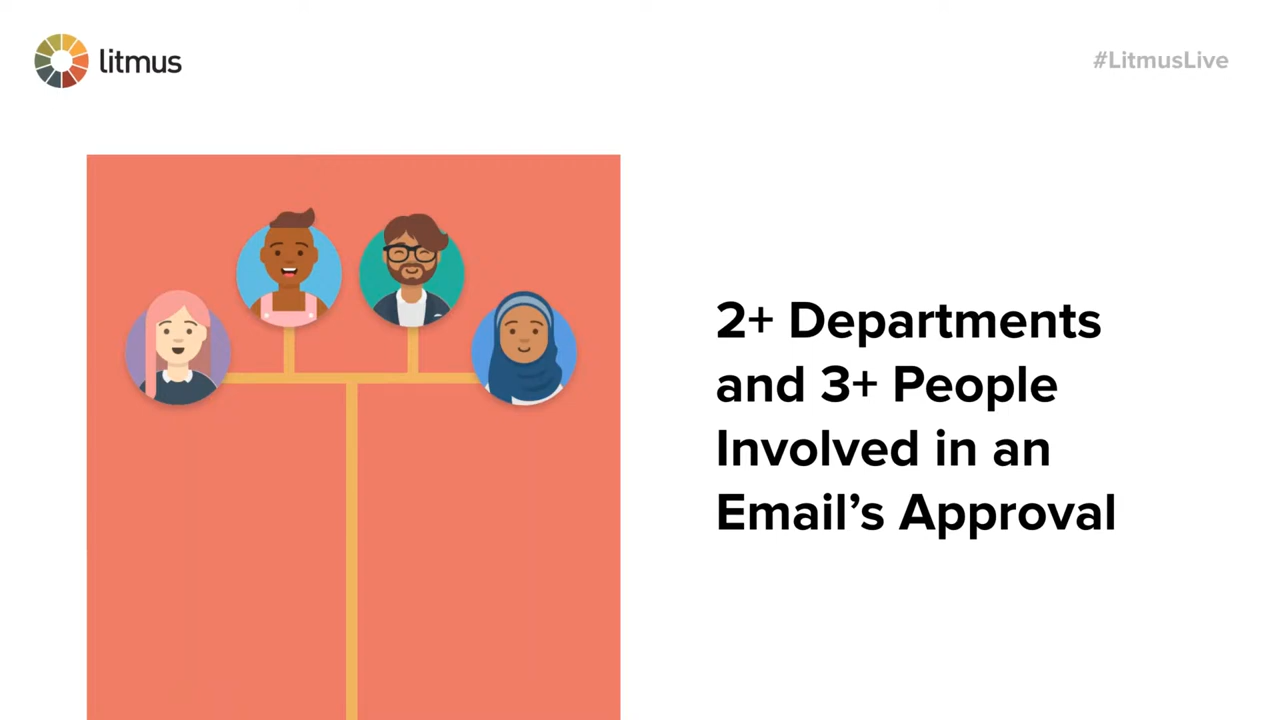 litmus
#LitmusLive
2+ Departments
and 3+ People
Involved in an
Email’s Approval